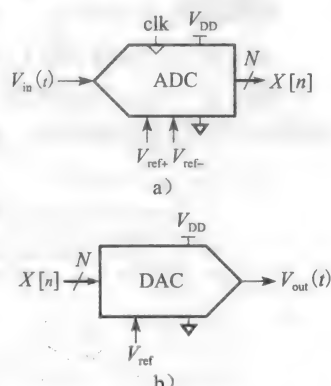 clk V_DD
V_in(t) ADC N X[n]
V_ref+ V_ref-
a)
V_DD
X[n] N DAC V_out(t)
V_ref
b)